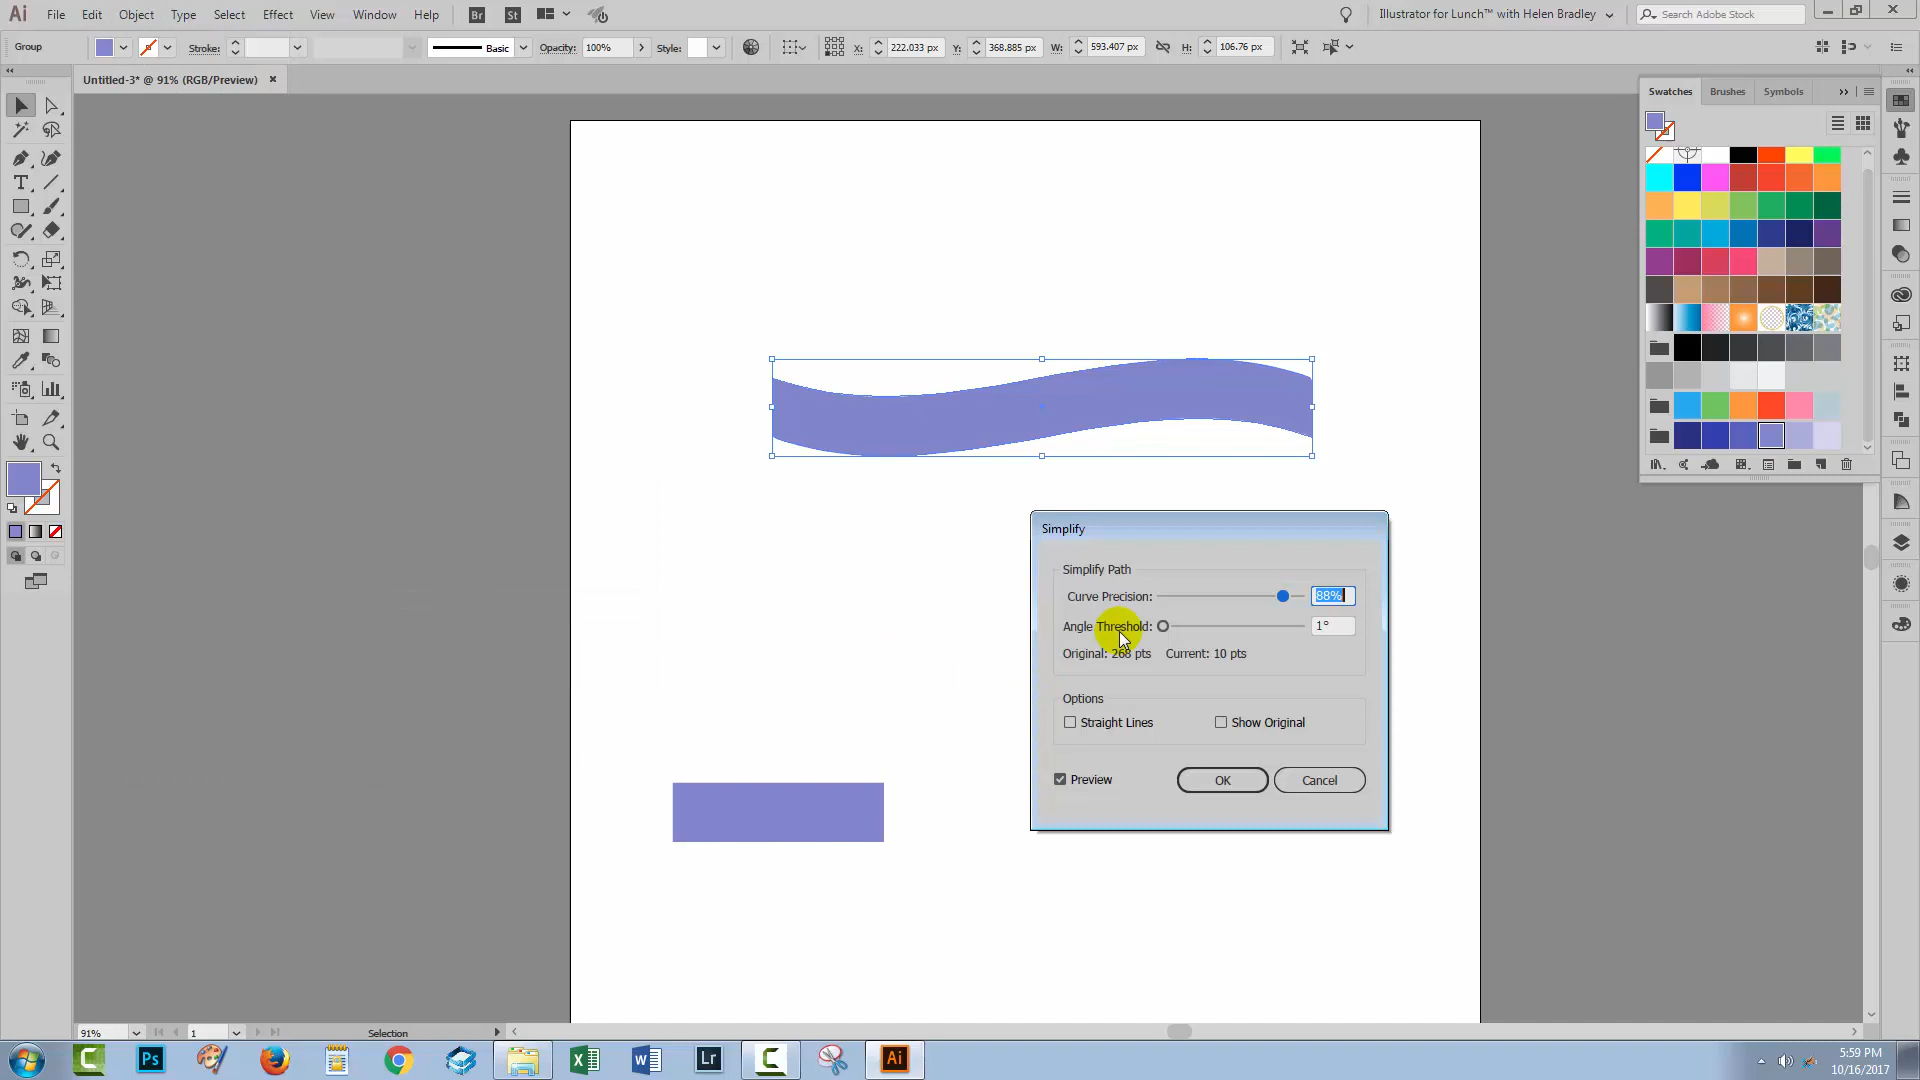 Ai File Edit Object Type Select Effect View Window Help Br St Illustrator for Lunch™ with Helen Bradley Search Adobe Stock
Group Stroke: Basic Opacity: 100% Style: X: 222.033 px Y: 368.885 px W: 593.407 px H: 106.76 px
Untitled-3* @ 91% (RGB/Preview)
Swatches Brushes Symbols
Simplify
Simplify Path
Curve Precision: 88%
Angle Threshold: 1°
Original: 268 pts Current: 10 pts
Options
Straight Lines Show Original
Preview OK Cancel
91% 1 Selection
Ps Lr Ai
5:59 PM
10/16/2017